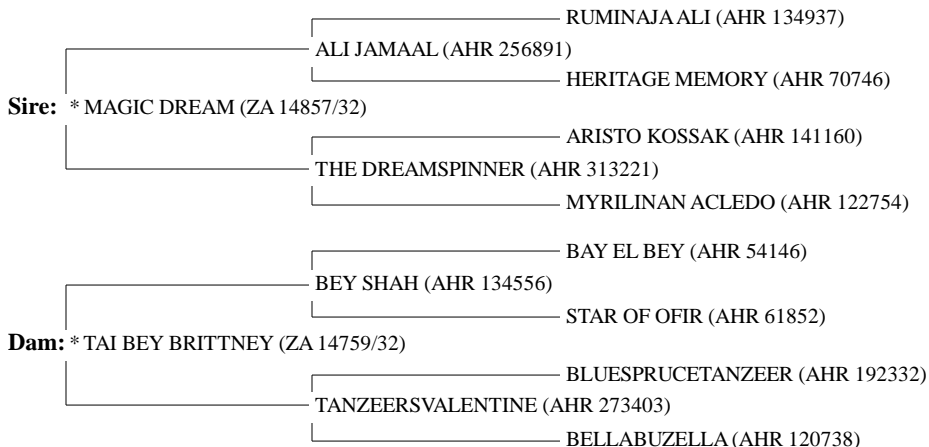 RUMINAJA ALI (AHR 134937)
ALI JAMAAL (AHR 256891)
HERITAGE MEMORY (AHR 70746)
Sire: * MAGIC DREAM (ZA 14857/32)
ARISTO KOSSAK (AHR 141160)
THE DREAMSPINNER (AHR 313221)
MYRILINAN ACLEDO (AHR 122754)
BAY EL BEY (AHR 54146)
BEY SHAH (AHR 134556)
STAR OF OFIR (AHR 61852)
Dam: * TAI BEY BRITTNEY (ZA 14759/32)
BLUESPRUCETANZEER (AHR 192332)
TANZEERSVALENTINE (AHR 273403)
BELLABUZELLA (AHR 120738)